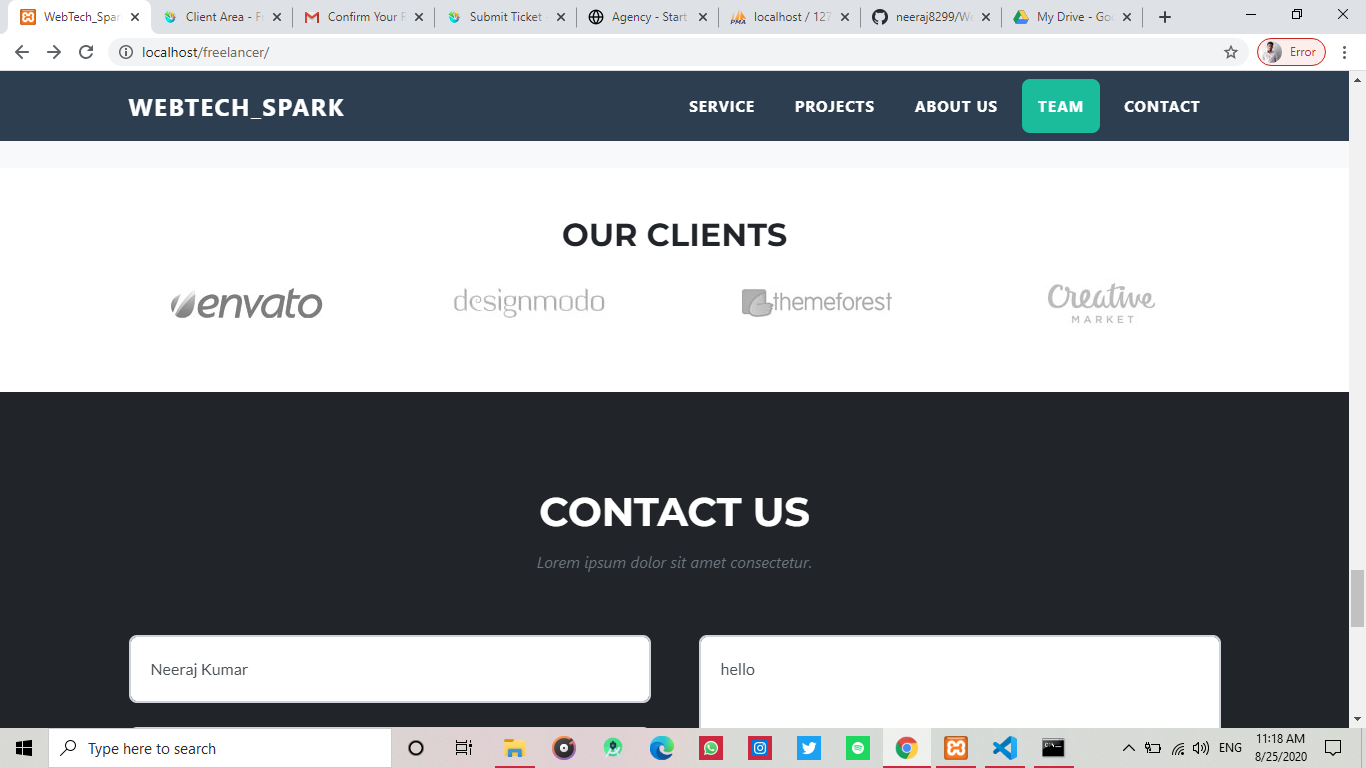 WebTech_Spar
Client Area - F
Confirm Your F
Submit Ticket -
Agency - Start
localhost / 127
neeraj8299/We
My Drive - Goo
localhost/freelancer/
Error
WEBTECH_SPARK
SERVICE
PROJECTS
ABOUT US
TEAM
CONTACT
OUR CLIENTS
envato
designmodo
themeforest
Creative
MARKET
CONTACT US
Lorem ipsum dolor sit amet consectetur.
Neeraj Kumar
hello
Type here to search
ENG
11:18 AM
8/25/2020